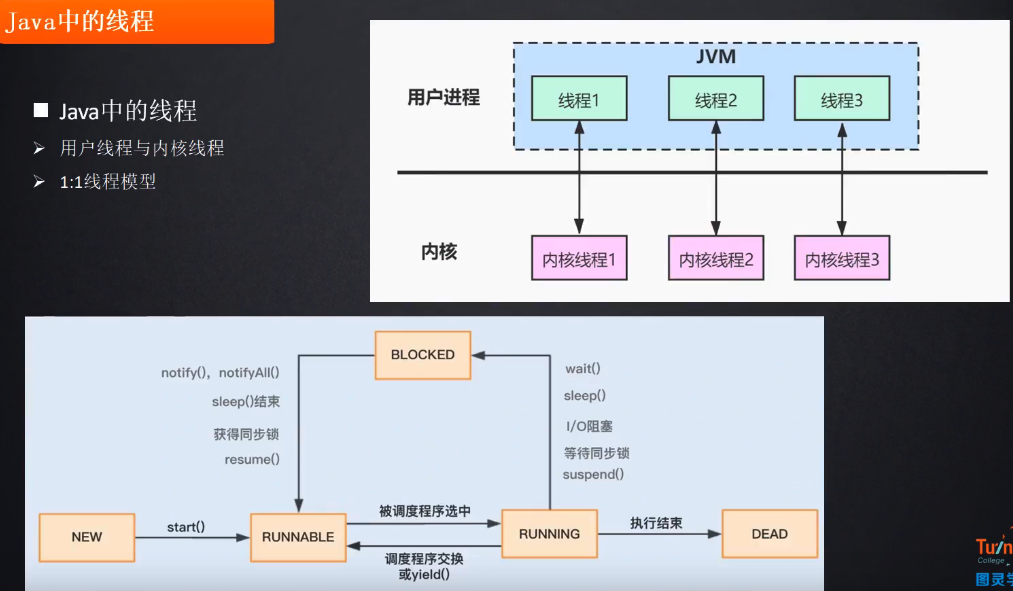 Java中的线程
Java中的线程
用户线程与内核线程
1:1线程模型
JVM
用户进程
线程1
线程2
线程3
内核
内核线程1
内核线程2
内核线程3
BLOCKED
notify(),notifyAll()
sleep()结束
获得同步锁
resume()
wait()
sleep()
I/O阻塞
等待同步锁
suspend()
NEW
start()
RUNNABLE
被调度程序选中
调度程序交换
或yield()
RUNNING
执行结束
DEAD
College
图灵